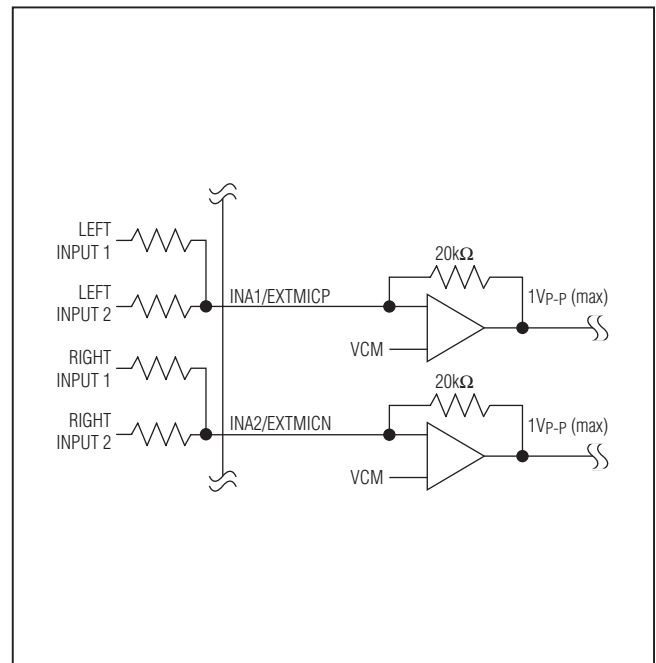 LEFT
INPUT 1
LEFT
INPUT 2
RIGHT
INPUT 1
RIGHT
INPUT 2
INA1/EXTMICP
20kΩ
1VP-P (max)
VCM
INA2/EXTMICN
20kΩ
1VP-P (max)
VCM